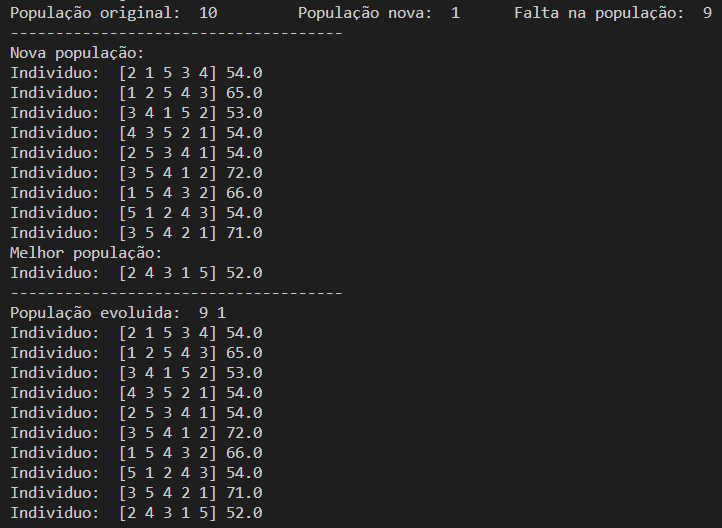 População original:  10         População nova:  1      Falta na população:  9
-------------------------------------
Nova população:
Individuo:  [2 1 5 3 4] 54.0
Individuo:  [1 2 5 4 3] 65.0
Individuo:  [3 4 1 5 2] 53.0
Individuo:  [4 3 5 2 1] 54.0
Individuo:  [2 5 3 4 1] 54.0
Individuo:  [3 5 4 1 2] 72.0
Individuo:  [1 5 4 3 2] 66.0
Individuo:  [5 1 2 4 3] 54.0
Individuo:  [3 5 4 2 1] 71.0
Melhor população:
Individuo:  [2 4 3 1 5] 52.0
-------------------------------------
População evoluida:  9 1
Individuo:  [2 1 5 3 4] 54.0
Individuo:  [1 2 5 4 3] 65.0
Individuo:  [3 4 1 5 2] 53.0
Individuo:  [4 3 5 2 1] 54.0
Individuo:  [2 5 3 4 1] 54.0
Individuo:  [3 5 4 1 2] 72.0
Individuo:  [1 5 4 3 2] 66.0
Individuo:  [5 1 2 4 3] 54.0
Individuo:  [3 5 4 2 1] 71.0
Individuo:  [2 4 3 1 5] 52.0